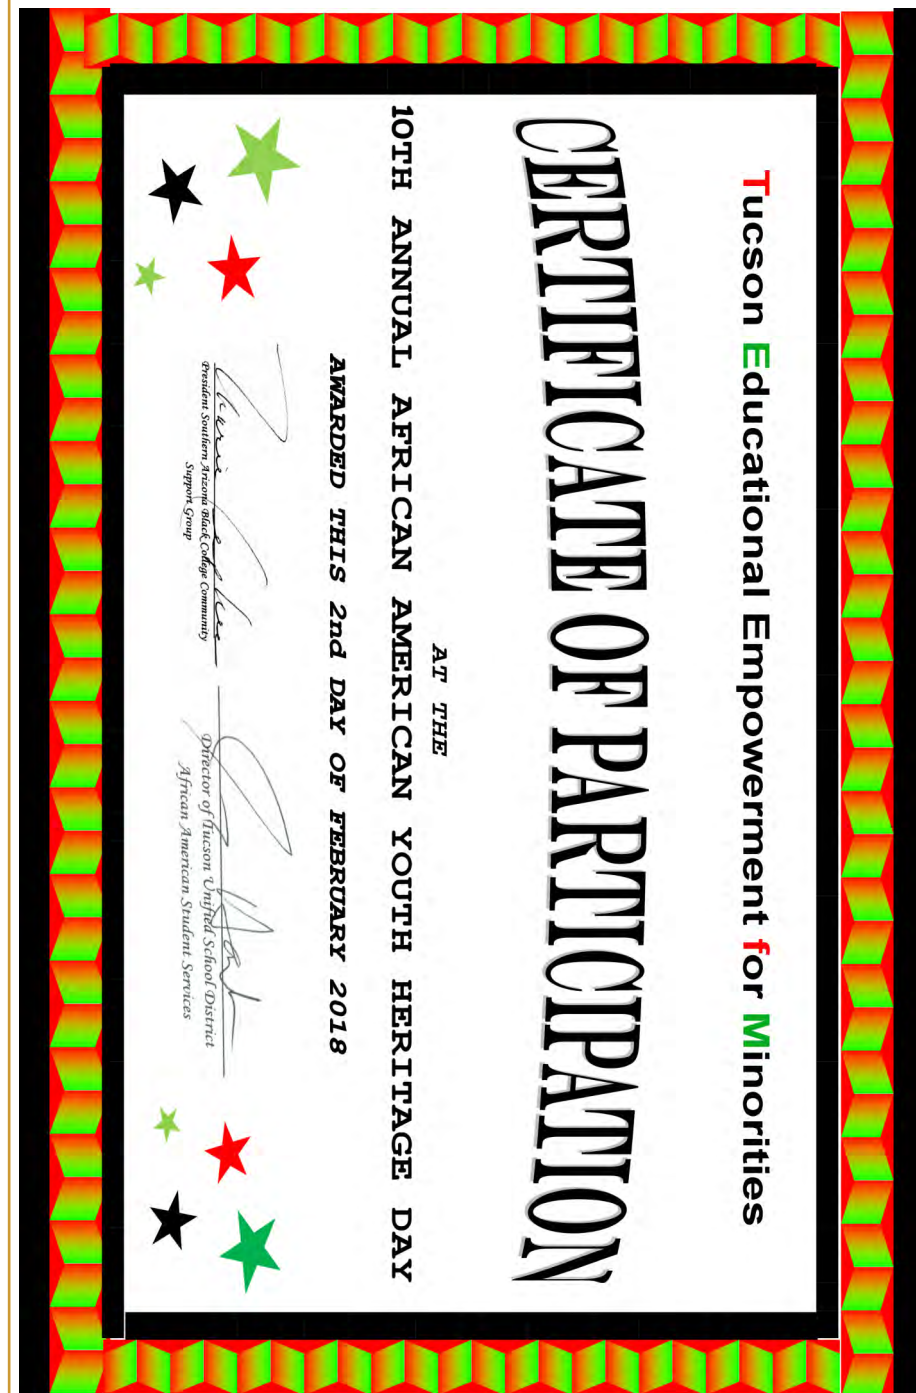 Tucson Educational Empowerment for Minorities
CERTIFICATE OF PARTICIPATION
AT THE
10TH ANNUAL AFRICAN AMERICAN YOUTH HERITAGE DAY
AWARDED THIS 2nd DAY OF FEBRUARY 2018
President Southern Arizona Black College Community
Support Group
Director of Tucson Unified School District
African American Student Services